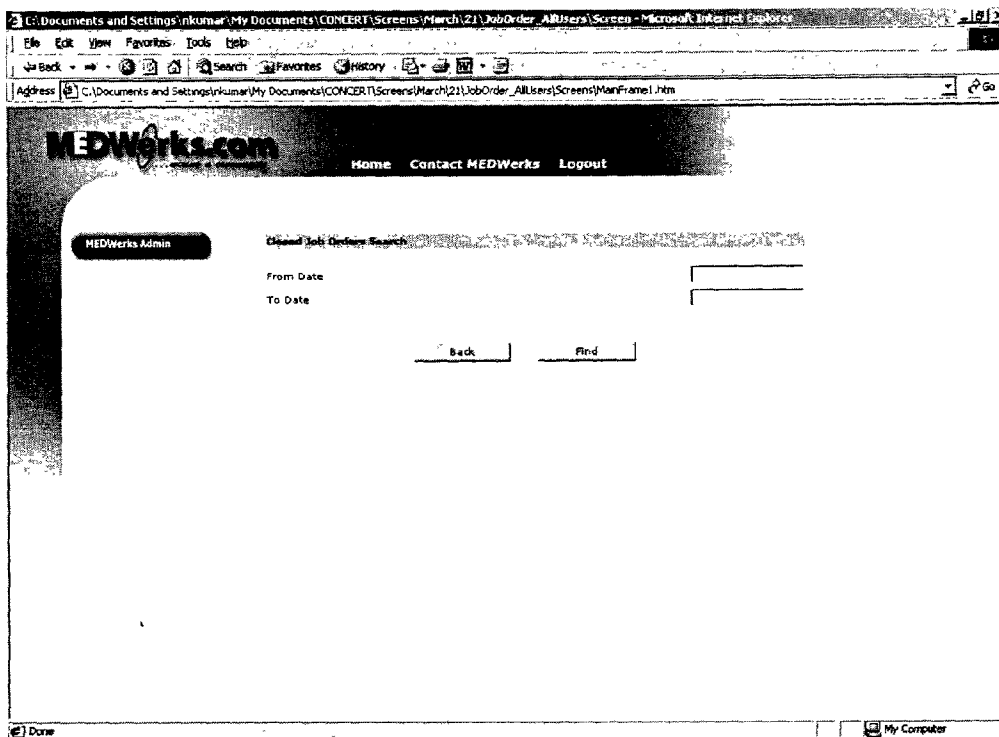 C:\Documents and Settings\nkumar\My Documents\CONCERT\Screens\March\21\JobOrder_AllUsers\Screen - Microsoft Internet Explorer
File Edit View Favorites Tools Help
Back Search Favorites History
Address C:\Documents and Settings\nkumar\My Documents\CONCERT\Screens\March\21\JobOrder_AllUsers\Screens\MainFrame1.htm Go
MEDWerks.com
Home Contact MEDWerks Logout
MEDWerks Admin
Closed Job Orders Search
From Date
To Date
Back Find
Done My Computer